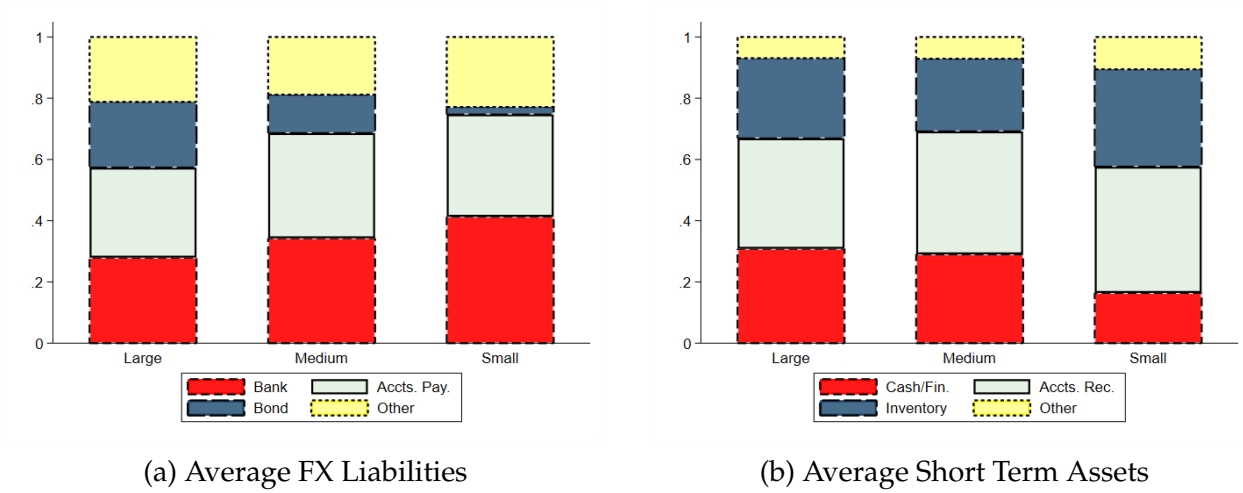 1
.8
.6
.4
.2
0
Large Medium Small
Bank Accts. Pay.
Bond Other
(a) Average FX Liabilities
1
.8
.6
.4
.2
0
Large Medium Small
Cash/Fin. Accts. Rec.
Inventory Other
(b) Average Short Term Assets